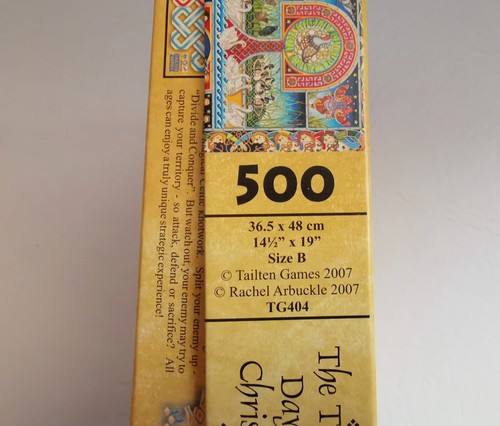 500
36.5 x 48 cm
14½" x 19"
Size B
© Tailten Games 2007
© Rachel Arbuckle 2007
TG404
The
Day
Chris
Celtic knotwork. Split your enemy up -
"Divide and Conquer". But watch out, your enemy may try to
capture your territory - so attack, defend or sacrifice? All
ages can enjoy a truly unique strategic experience!